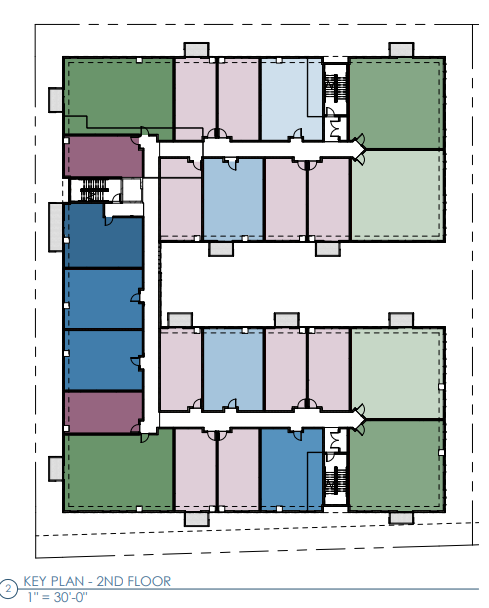 2
KEY PLAN - 2ND FLOOR
1" = 30'-0"